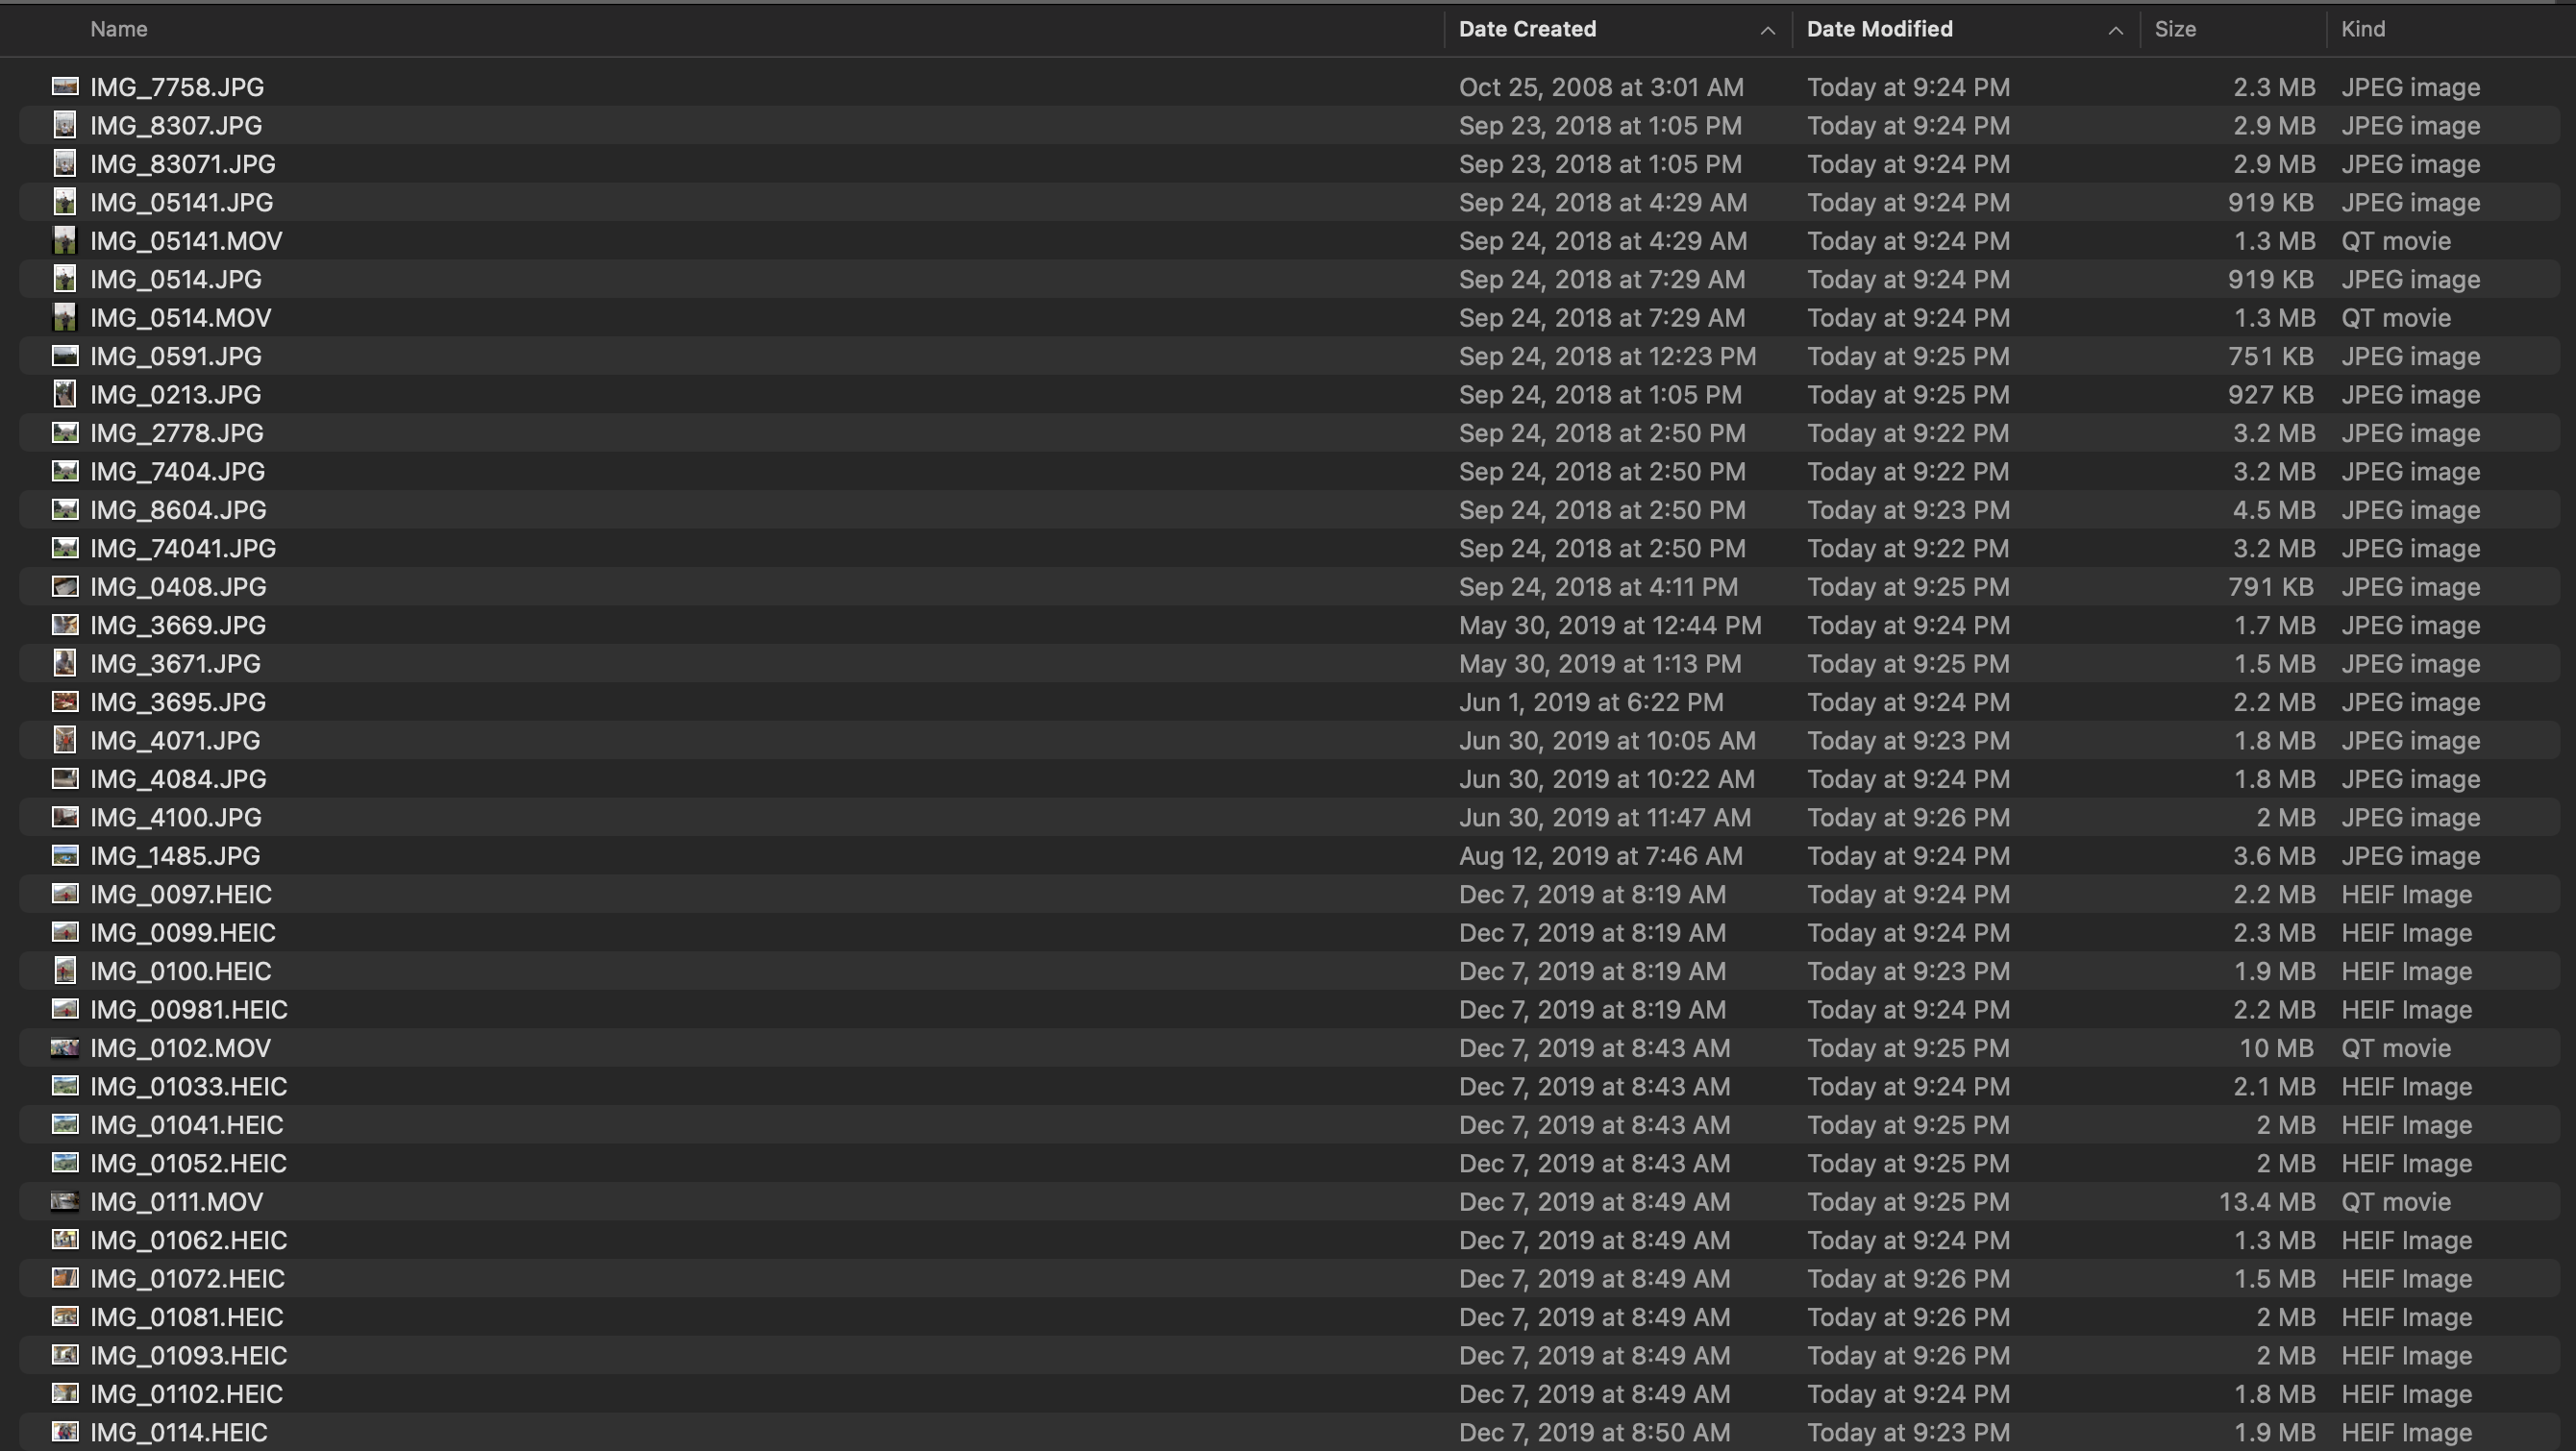 Name Date Created Date Modified Size Kind
IMG_7758.JPG Oct 25, 2008 at 3:01 AM Today at 9:24 PM 2.3 MB JPEG image
IMG_8307.JPG Sep 23, 2018 at 1:05 PM Today at 9:24 PM 2.9 MB JPEG image
IMG_83071.JPG Sep 23, 2018 at 1:05 PM Today at 9:24 PM 2.9 MB JPEG image
IMG_05141.JPG Sep 24, 2018 at 4:29 AM Today at 9:24 PM 919 KB JPEG image
IMG_05141.MOV Sep 24, 2018 at 4:29 AM Today at 9:24 PM 1.3 MB QT movie
IMG_0514.JPG Sep 24, 2018 at 7:29 AM Today at 9:24 PM 919 KB JPEG image
IMG_0514.MOV Sep 24, 2018 at 7:29 AM Today at 9:24 PM 1.3 MB QT movie
IMG_0591.JPG Sep 24, 2018 at 12:23 PM Today at 9:25 PM 751 KB JPEG image
IMG_0213.JPG Sep 24, 2018 at 1:05 PM Today at 9:25 PM 927 KB JPEG image
IMG_2778.JPG Sep 24, 2018 at 2:50 PM Today at 9:22 PM 3.2 MB JPEG image
IMG_7404.JPG Sep 24, 2018 at 2:50 PM Today at 9:22 PM 3.2 MB JPEG image
IMG_8604.JPG Sep 24, 2018 at 2:50 PM Today at 9:23 PM 4.5 MB JPEG image
IMG_74041.JPG Sep 24, 2018 at 2:50 PM Today at 9:22 PM 3.2 MB JPEG image
IMG_0408.JPG Sep 24, 2018 at 4:11 PM Today at 9:25 PM 791 KB JPEG image
IMG_3669.JPG May 30, 2019 at 12:44 PM Today at 9:24 PM 1.7 MB JPEG image
IMG_3671.JPG May 30, 2019 at 1:13 PM Today at 9:25 PM 1.5 MB JPEG image
IMG_3695.JPG Jun 1, 2019 at 6:22 PM Today at 9:24 PM 2.2 MB JPEG image
IMG_4071.JPG Jun 30, 2019 at 10:05 AM Today at 9:23 PM 1.8 MB JPEG image
IMG_4084.JPG Jun 30, 2019 at 10:22 AM Today at 9:24 PM 1.8 MB JPEG image
IMG_4100.JPG Jun 30, 2019 at 11:47 AM Today at 9:26 PM 2 MB JPEG image
IMG_1485.JPG Aug 12, 2019 at 7:46 AM Today at 9:24 PM 3.6 MB JPEG image
IMG_0097.HEIC Dec 7, 2019 at 8:19 AM Today at 9:24 PM 2.2 MB HEIF Image
IMG_0099.HEIC Dec 7, 2019 at 8:19 AM Today at 9:24 PM 2.3 MB HEIF Image
IMG_0100.HEIC Dec 7, 2019 at 8:19 AM Today at 9:23 PM 1.9 MB HEIF Image
IMG_00981.HEIC Dec 7, 2019 at 8:19 AM Today at 9:24 PM 2.2 MB HEIF Image
IMG_0102.MOV Dec 7, 2019 at 8:43 AM Today at 9:25 PM 10 MB QT movie
IMG_01033.HEIC Dec 7, 2019 at 8:43 AM Today at 9:24 PM 2.1 MB HEIF Image
IMG_01041.HEIC Dec 7, 2019 at 8:43 AM Today at 9:25 PM 2 MB HEIF Image
IMG_01052.HEIC Dec 7, 2019 at 8:43 AM Today at 9:25 PM 2 MB HEIF Image
IMG_0111.MOV Dec 7, 2019 at 8:49 AM Today at 9:25 PM 13.4 MB QT movie
IMG_01062.HEIC Dec 7, 2019 at 8:49 AM Today at 9:24 PM 1.3 MB HEIF Image
IMG_01072.HEIC Dec 7, 2019 at 8:49 AM Today at 9:26 PM 1.5 MB HEIF Image
IMG_01081.HEIC Dec 7, 2019 at 8:49 AM Today at 9:26 PM 2 MB HEIF Image
IMG_01093.HEIC Dec 7, 2019 at 8:49 AM Today at 9:26 PM 2 MB HEIF Image
IMG_01102.HEIC Dec 7, 2019 at 8:49 AM Today at 9:24 PM 1.8 MB HEIF Image
IMG_0114.HEIC Dec 7, 2019 at 8:50 AM Today at 9:23 PM 1.9 MB HEIF Image